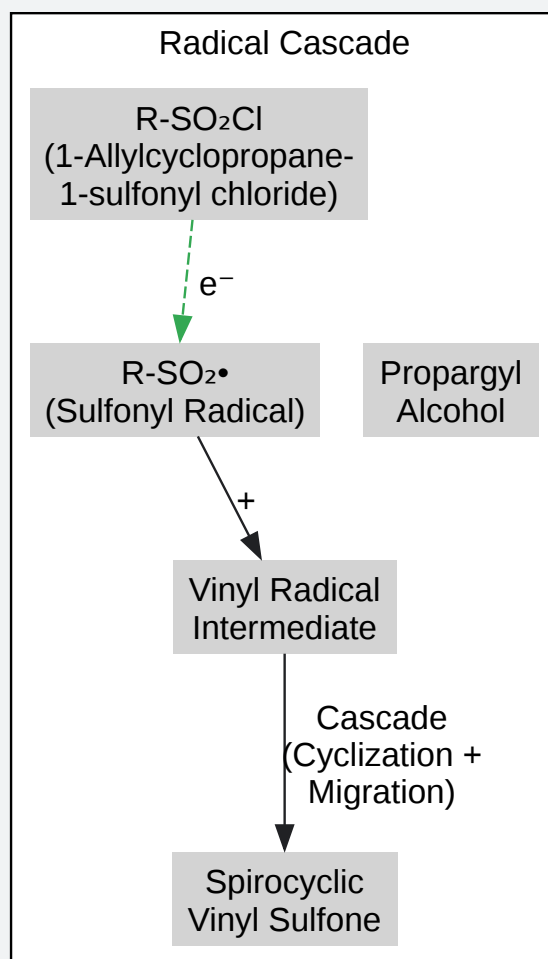 Radical Cascade
R-SO₂Cl
(1-Allylcyclopropane-
1-sulfonyl chloride)
e⁻
R-SO₂•
(Sulfonyl Radical)
Propargyl
Alcohol
+
Vinyl Radical
Intermediate
Cascade
(Cyclization +
Migration)
Spirocyclic
Vinyl Sulfone